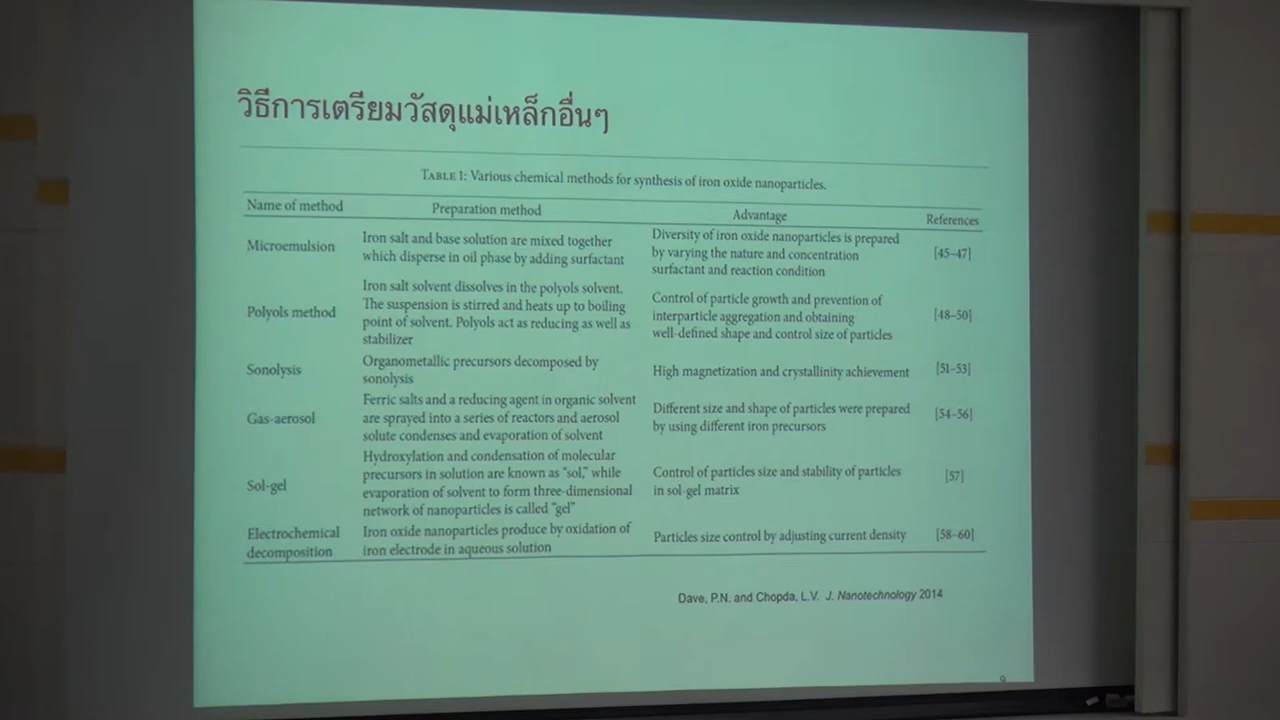 วิธีการเตรียมวัสดุแม่เหล็กอื่นๆ
TABLE 1: Various chemical methods for synthesis of iron oxide nanoparticles.
Name of method Preparation method Advantage References
Microemulsion
Iron salt and base solution are mixed together
which disperse in oil phase by adding surfactant
Diversity of iron oxide nanoparticles is prepared
by varying the nature and concentration
surfactant and reaction condition
[45–47]
Polyols method
Iron salt solvent dissolves in the polyols solvent.
The suspension is stirred and heats up to boiling
point of solvent. Polyols act as reducing as well as
stabilizer
Control of particle growth and prevention of
interparticle aggregation and obtaining
well-defined shape and control size of particles
[48–50]
Sonolysis
Organometallic precursors decomposed by
sonolysis
High magnetization and crystallinity achievement
[51–53]
Gas-aerosol
Ferric salts and a reducing agent in organic solvent
are sprayed into a series of reactors and aerosol
solute condenses and evaporation of solvent
Different size and shape of particles were prepared
by using different iron precursors
[54–56]
Sol-gel
Hydroxylation and condensation of molecular
precursors in solution are known as "sol," while
evaporation of solvent to form three-dimensional
network of nanoparticles is called "gel"
Control of particles size and stability of particles
in sol-gel matrix
[57]
Electrochemical
decomposition
Iron oxide nanoparticles produce by oxidation of
iron electrode in aqueous solution
Particles size control by adjusting current density
[58–60]
Dave, P.N. and Chopda, L.V. J. Nanotechnology 2014
9